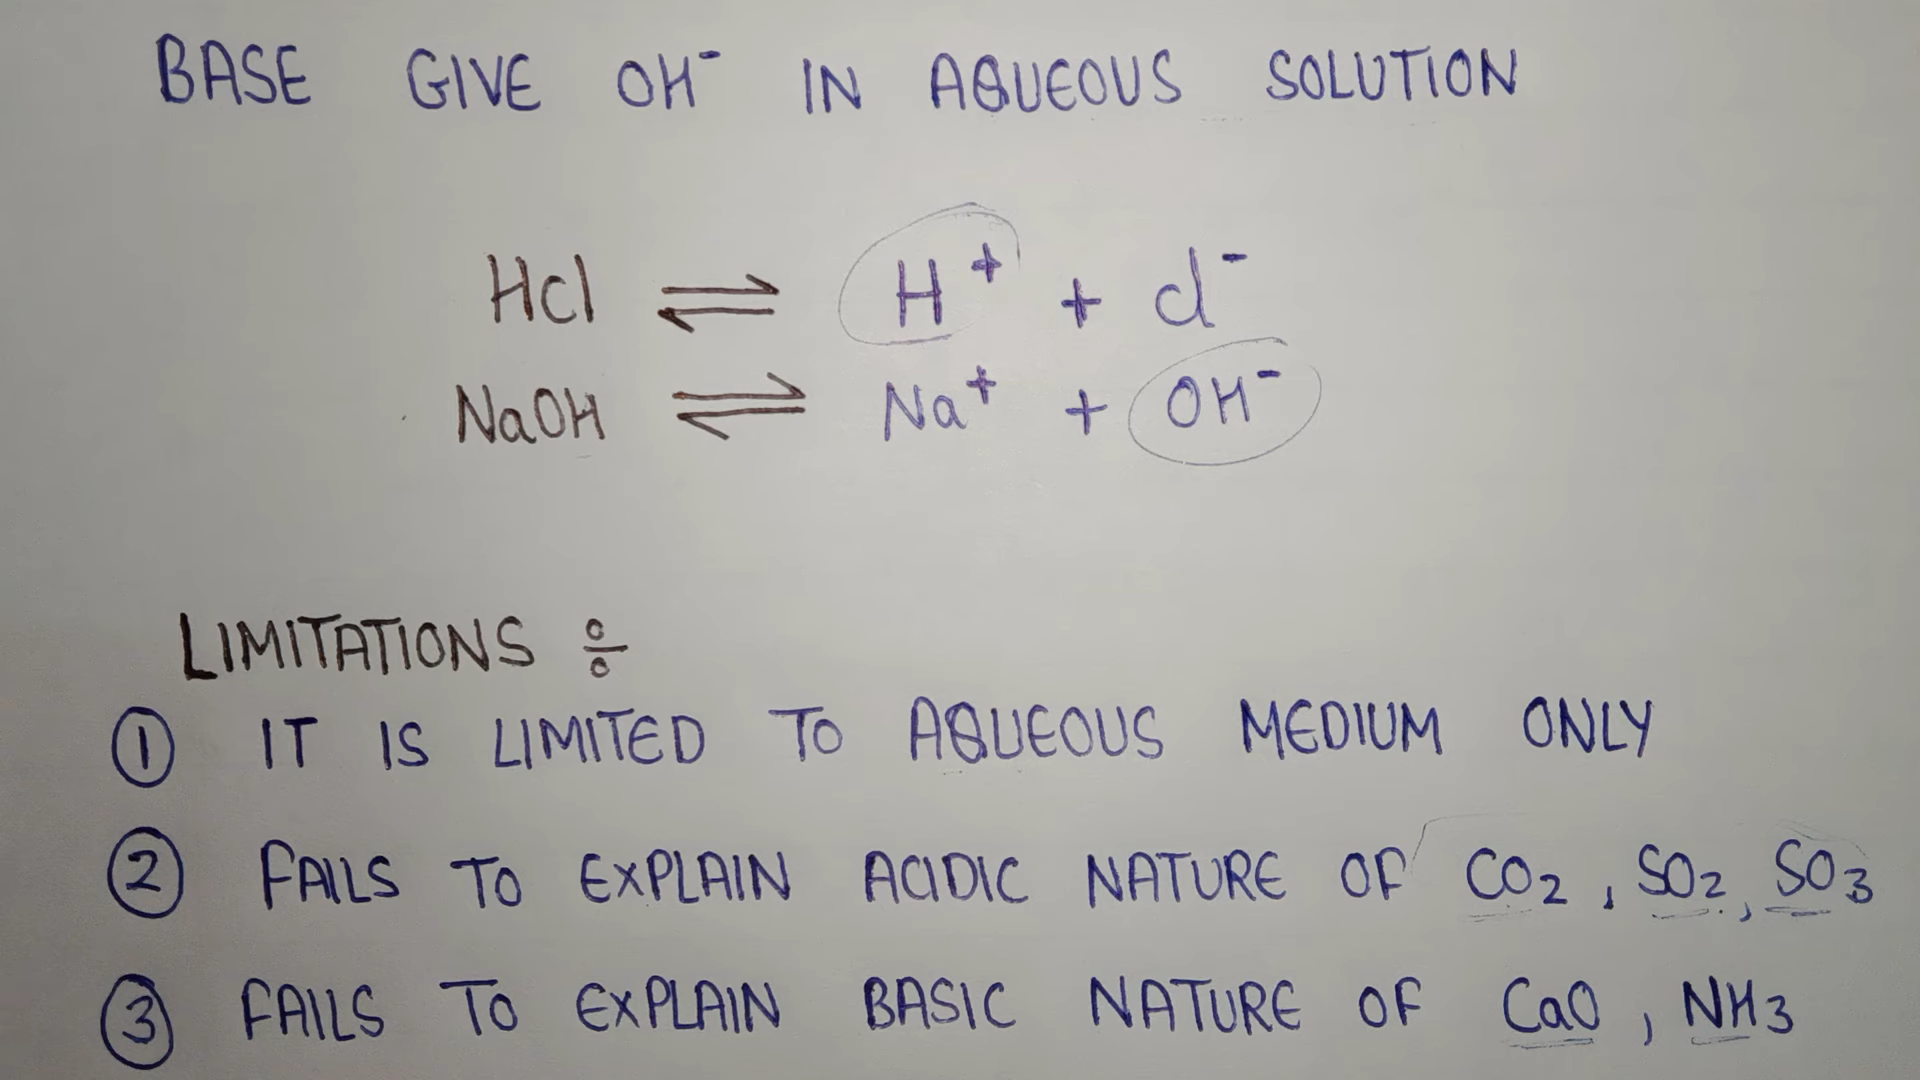 BASE GIVE OH⁻ IN AQUEOUS SOLUTION
HCl ⇌ H⁺ + Cl⁻
NaOH ⇌ Na⁺ + OH⁻
LIMITATIONS ÷
① IT IS LIMITED TO AQUEOUS MEDIUM ONLY
② FAILS TO EXPLAIN ACIDIC NATURE OF CO₂, SO₂, SO₃
③ FAILS TO EXPLAIN BASIC NATURE OF CaO, NH₃